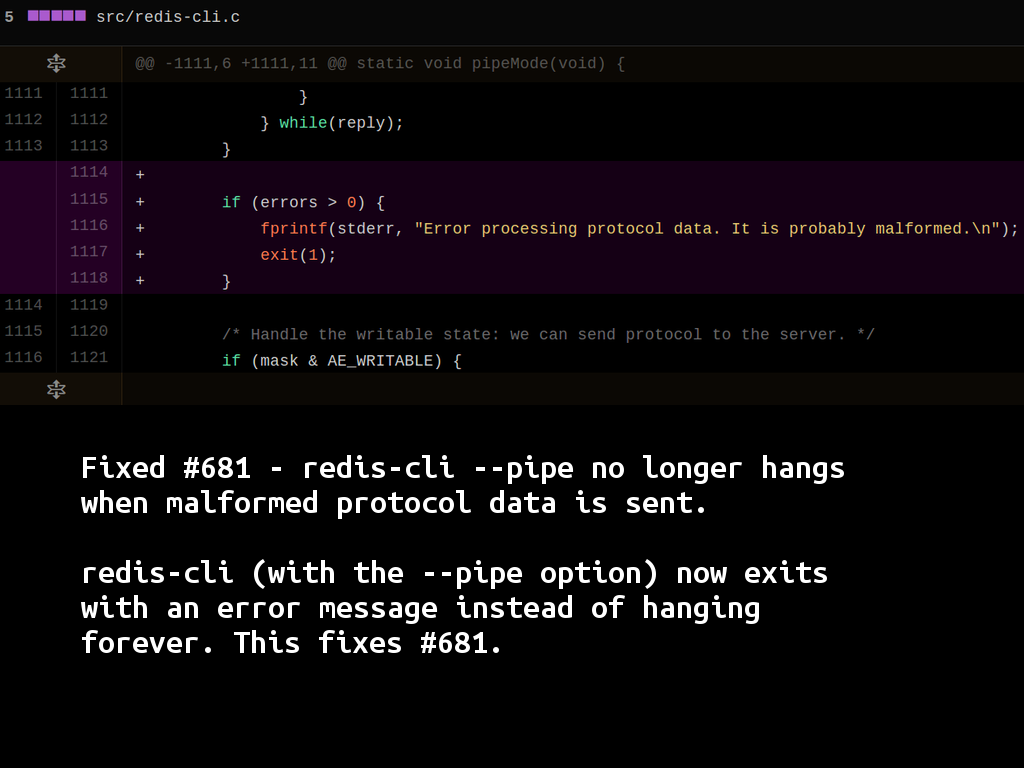 5 src/redis-cli.c
@@ -1111,6 +1111,11 @@ static void pipeMode(void) {
1111 1111 }
1112 1112 } while(reply);
1113 1113 }
1114 +
1115 + if (errors > 0) {
1116 + fprintf(stderr, "Error processing protocol data. It is probably malformed.\n");
1117 + exit(1);
1118 + }
1114 1119
1115 1120 /* Handle the writable state: we can send protocol to the server. */
1116 1121 if (mask & AE_WRITABLE) {
Fixed #681 - redis-cli --pipe no longer hangs
when malformed protocol data is sent.
redis-cli (with the --pipe option) now exits
with an error message instead of hanging
forever. This fixes #681.